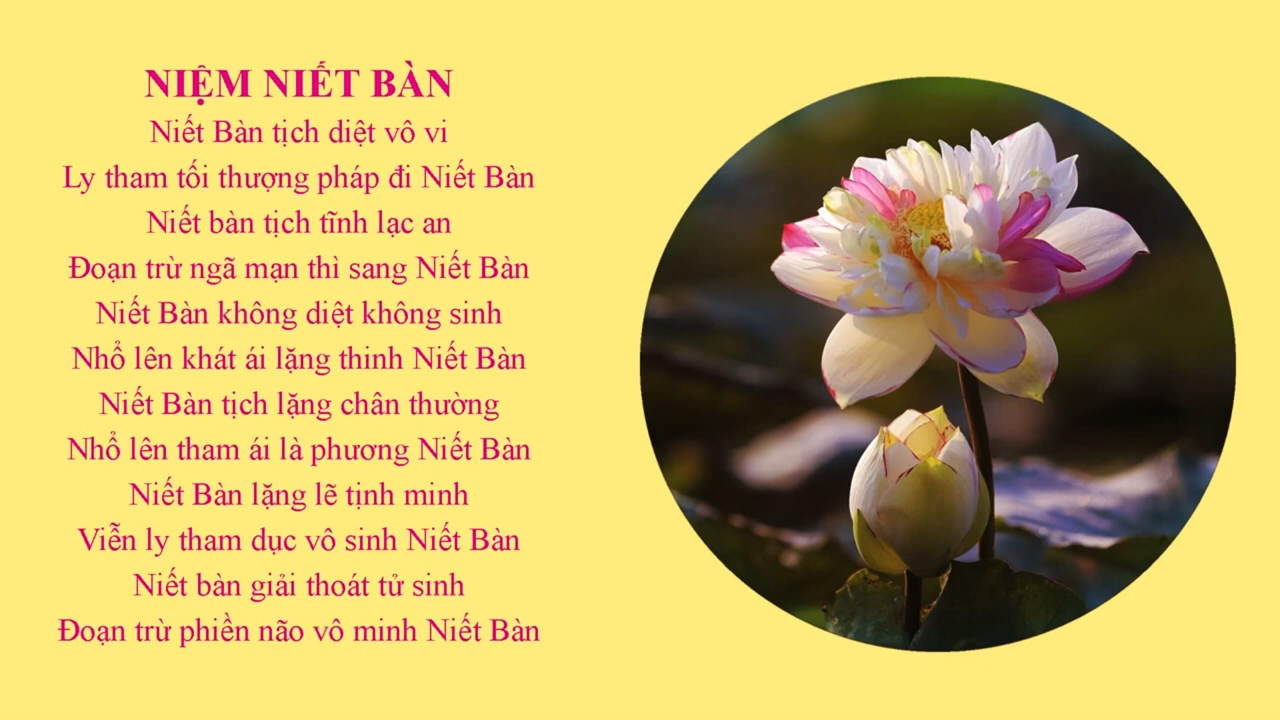 NIỆM NIẾT BÀN
Niết Bàn tịch diệt vô vi
Ly tham tối thượng pháp đi Niết Bàn
Niết bàn tịch tĩnh lạc an
Đoạn trừ ngã mạn thì sang Niết Bàn
Niết Bàn không diệt không sinh
Nhổ lên khát ái lặng thinh Niết Bàn
Niết Bàn tịch lặng chân thường
Nhổ lên tham ái là phương Niết Bàn
Niết Bàn lặng lẽ tịnh minh
Viễn ly tham dục vô sinh Niết Bàn
Niết bàn giải thoát tử sinh
Đoạn trừ phiền não vô minh Niết Bàn